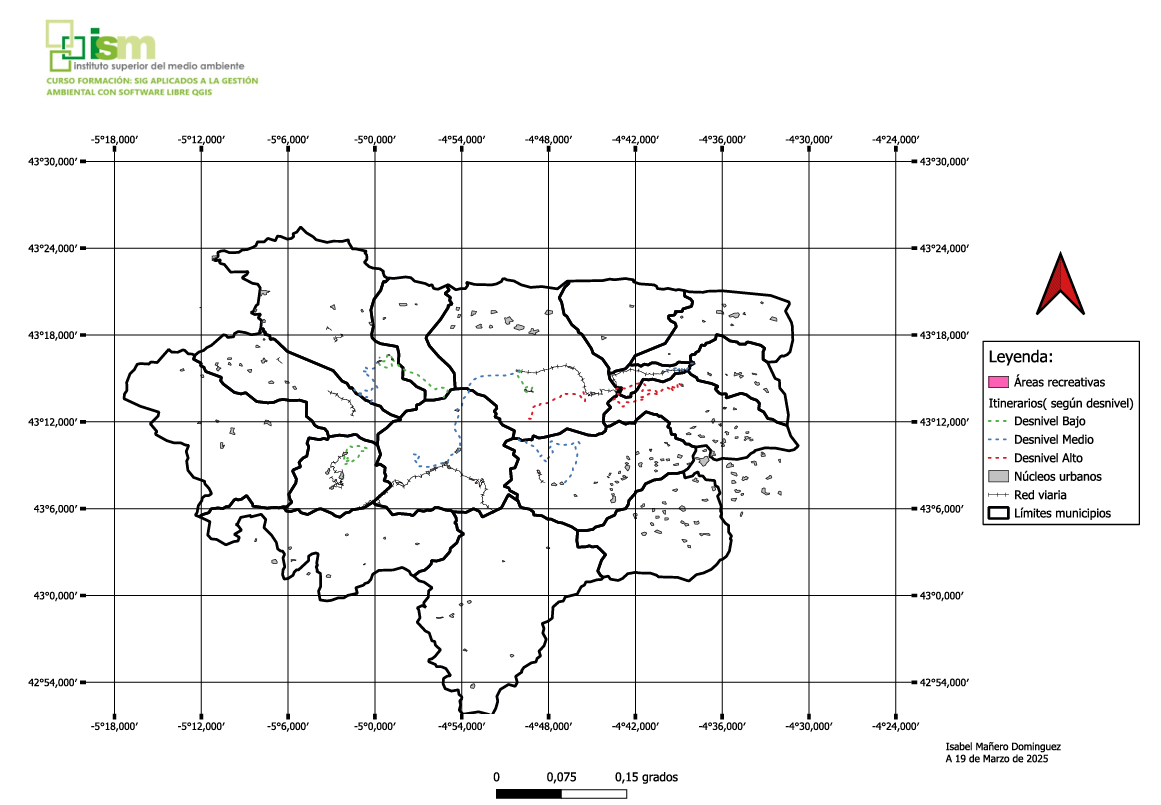 ism
instituto superior del medio ambiente
CURSO FORMACIÓN: SIG APLICADOS A LA GESTIÓN
AMBIENTAL CON SOFTWARE LIBRE QGIS
-5°18,000′ -5°12,000′ -5°6,000′ -5°0,000′ -4°54,000′ -4°48,000′ -4°42,000′ -4°36,000′ -4°30,000′ -4°24,000′
43°30,000′ 43°30,000′
43°24,000′ 43°24,000′
43°18,000′ 43°18,000′
Leyenda:
Áreas recreativas
Itinerarios( según desnivel)
Desnivel Bajo
43°12,000′ 43°12,000′
Desnivel Medio
Desnivel Alto
Núcleos urbanos
Red viaria
43°6,000′ 43°6,000′
Límites municipios
43°0,000′ 43°0,000′
42°54,000′ 42°54,000′
-5°18,000′ -5°12,000′ -5°6,000′ -5°0,000′ -4°54,000′ -4°48,000′ -4°42,000′ -4°36,000′ -4°30,000′ -4°24,000′
Isabel Mañero Dominguez
A 19 de Marzo de 2025
0 0,075 0,15 grados